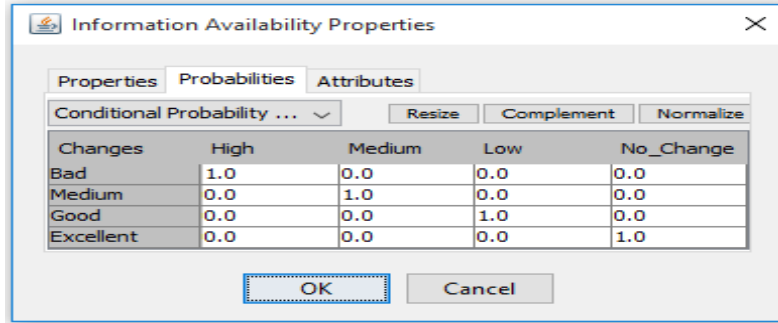 Information Availability Properties
Properties Probabilities Attributes
Conditional Probability ... Resize Complement Normalize
Changes High Medium Low No_Change
Bad 1.0 0.0 0.0 0.0
Medium 0.0 1.0 0.0 0.0
Good 0.0 0.0 1.0 0.0
Excellent 0.0 0.0 0.0 1.0
OK Cancel